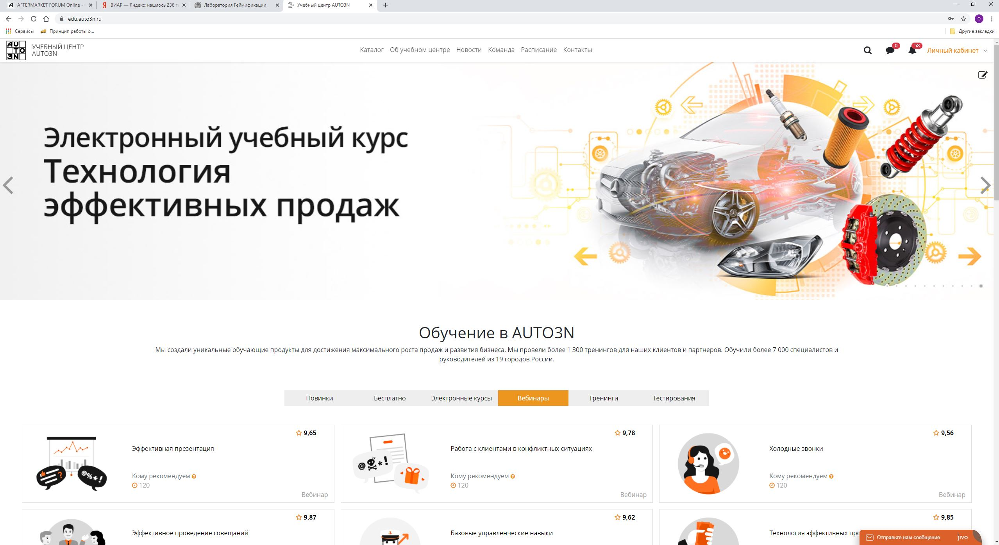 AFTERMARKET FORUM Online -
ВИАР — Яндекс: нашлось 238
Лаборатория Геймификации
Учебный центр AUTO3N
edu.auto3n.ru
O
Сервисы
Принцип работы о...
Другие закладки
AUTO3N
УЧЕБНЫЙ ЦЕНТР
AUTO3N
Каталог Об учебном центре Новости Команда Расписание Контакты
0
58
Личный кабинет
Электронный учебный курс
Технология
эффективных продаж
Обучение в AUTO3N
Мы создали уникальные обучающие продукты для достижения максимального роста продаж и развития бизнеса. Мы провели более 1 300 тренингов для наших клиентов и партнеров. Обучили более 7 000 специалистов и
руководителей из 19 городов России.
Новинки Бесплатно Электронные курсы Вебинары Тренинги Тестирования
9,65
Эффективная презентация
@%*!
Кому рекомендуем ?
120
Вебинар
9,78
Работа с клиентами в конфликтных ситуациях
Кому рекомендуем ?
120
Вебинар
9,56
Холодные звонки
Кому рекомендуем ?
120
Вебинар
9,87
Эффективное проведение совещаний
9,62
Базовые управленческие навыки
9,85
Технология эффективных
Отправьте нам сообщение jivo